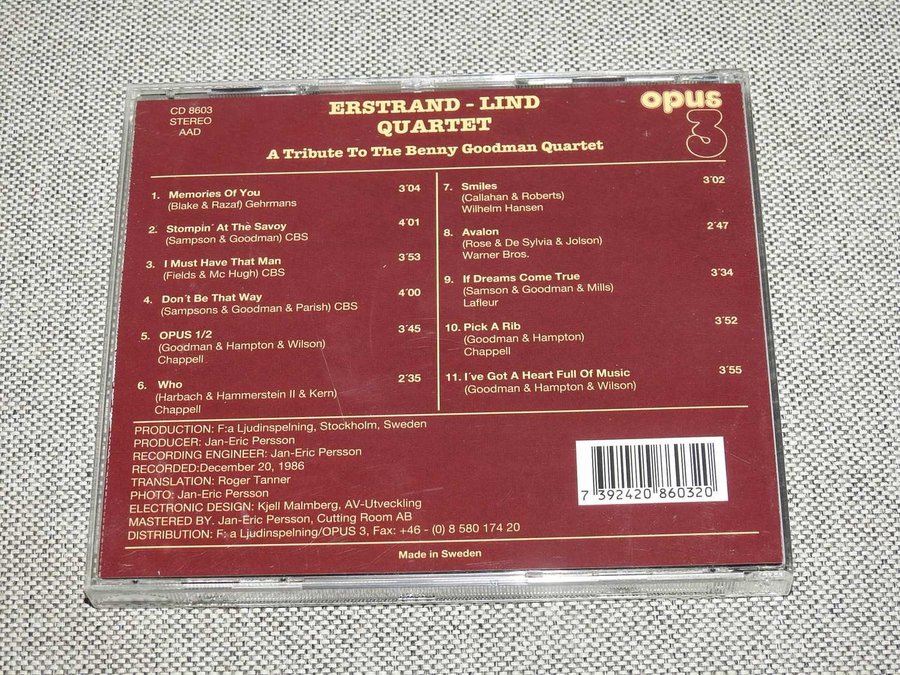 CD 8603
STEREO
AAD
ERSTRAND - LIND
QUARTET
A Tribute To The Benny Goodman Quartet
opus
3
1. Memories Of You 3´04
(Blake & Razaf) Gehrmans
2. Stompin´ At The Savoy 4´01
(Sampson & Goodman) CBS
3. I Must Have That Man 3´53
(Fields & Mc Hugh) CBS
4. Don´t Be That Way 4´00
(Sampsons & Goodman & Parish) CBS
5. OPUS 1/2 3´45
(Goodman & Hampton & Wilson)
Chappell
6. Who 2´35
(Harbach & Hammerstein II & Kern)
Chappell
7. Smiles 3´02
(Callahan & Roberts)
Wilhelm Hansen
8. Avalon 2´47
(Rose & De Sylvia & Jolson)
Warner Bros.
9. If Dreams Come True 3´34
(Samson & Goodman & Mills)
Lafleur
10. Pick A Rib 3´52
(Goodman & Hampton)
Chappell
11. I´ve Got A Heart Full Of Music 3´55
(Goodman & Hampton & Wilson)
PRODUCTION: F:a Ljudinspelning, Stockholm, Sweden
PRODUCER: Jan-Eric Persson
RECORDING ENGINEER: Jan-Eric Persson
RECORDED:December 20, 1986
TRANSLATION: Roger Tanner
PHOTO: Jan-Eric Persson
ELECTRONIC DESIGN: Kjell Malmberg, AV-Utveckling
MASTERED BY. Jan-Eric Persson, Cutting Room AB
DISTRIBUTION: F: a Ljudinspelning/OPUS 3, Fax: +46 - (0) 8 580 174 20
7 392420 860320
Made in Sweden